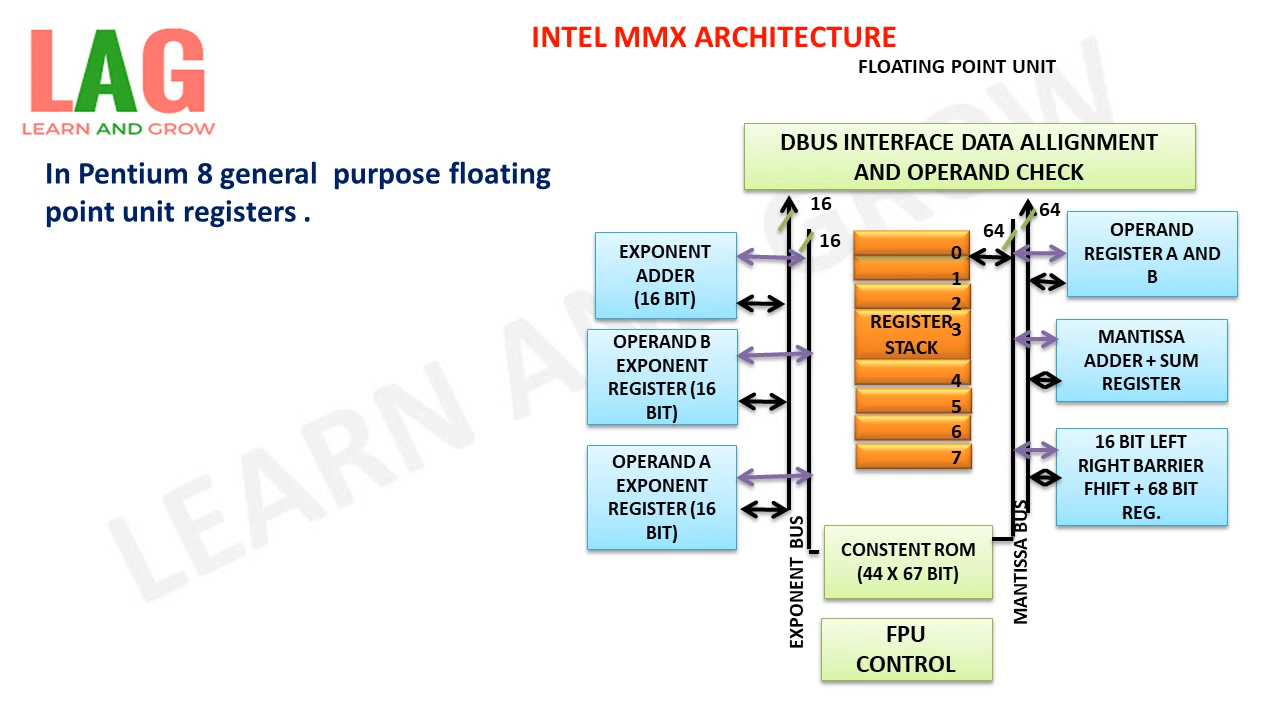 LAG
LEARN AND GROW
INTEL MMX ARCHITECTURE
FLOATING POINT UNIT
In Pentium 8 general  purpose floating
point unit registers .
DBUS INTERFACE DATA ALLIGNMENT
AND OPERAND CHECK
16
16
64
64
EXPONENT
ADDER
(16 BIT)
OPERAND B
EXPONENT
REGISTER (16
BIT)
OPERAND A
EXPONENT
REGISTER (16
BIT)
EXPONENT  BUS
0
1
2
REGISTER
3
STACK
4
5
6
7
OPERAND
REGISTER A AND
B
MANTISSA
ADDER + SUM
REGISTER
16 BIT LEFT
RIGHT BARRIER
FHIFT + 68 BIT
REG.
MANTISSA BUS
CONSTENT ROM
(44 X 67 BIT)
FPU
CONTROL
LEARN AND GROW